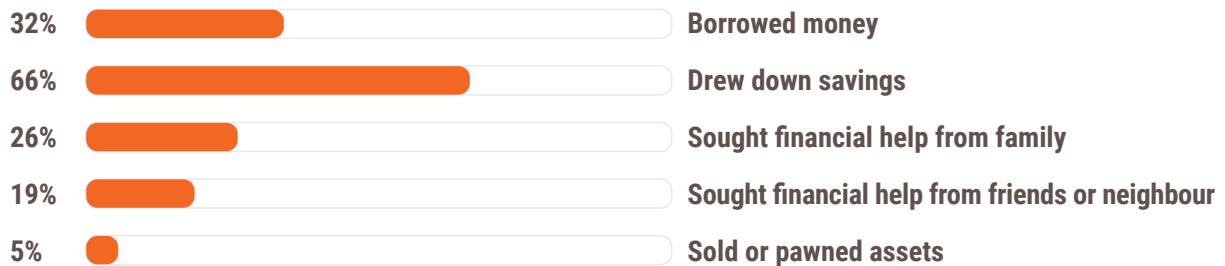 32% Borrowed money
66% Drew down savings
26% Sought financial help from family
19% Sought financial help from friends or neighbour
5% Sold or pawned assets